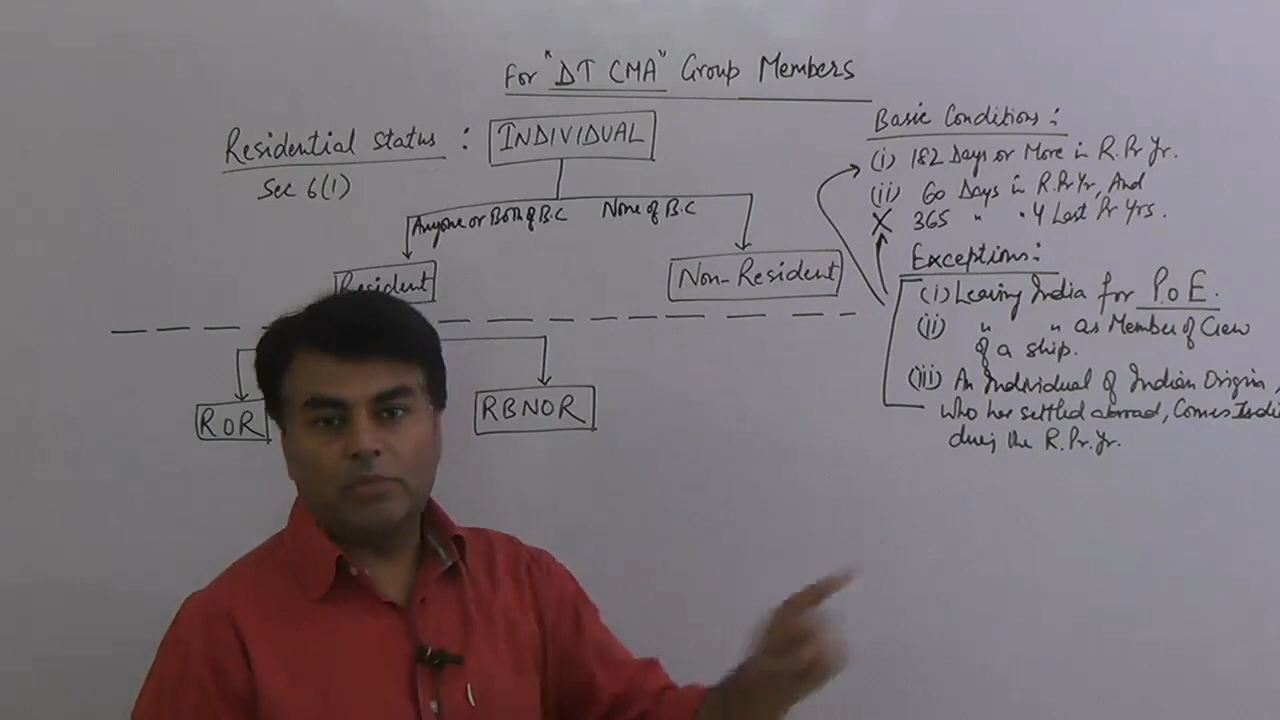 For "DT CMA" Group Members
Residential Status :
Sec 6(1)
INDIVIDUAL
Anyone or Both of B.C
None of B.C
Resident
Non-Resident
ROR
RBNOR
Basic Conditions :
(i) 182 Days or More in R.Pr Yr.
(ii) 60 Days in R.Pr Yr, And
X 365 " " 4 Last Pr Yrs.
Exceptions :
(i) Leaving India for P.o E.
(ii) " " as Member of Crew
of a ship.
(iii) An Individual of Indian Origin,
who has settled abroad, Comes Indi
during the R.Pr.Yr.